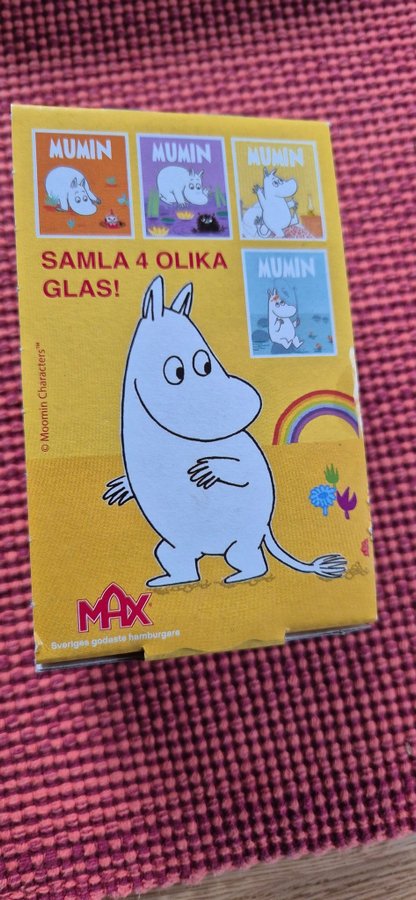 MUMIN
MUMIN
MUMIN
MUMIN
SAMLA 4 OLIKA
GLAS!
© Moomin Characters™
MAX
Sveriges godaste hamburgare